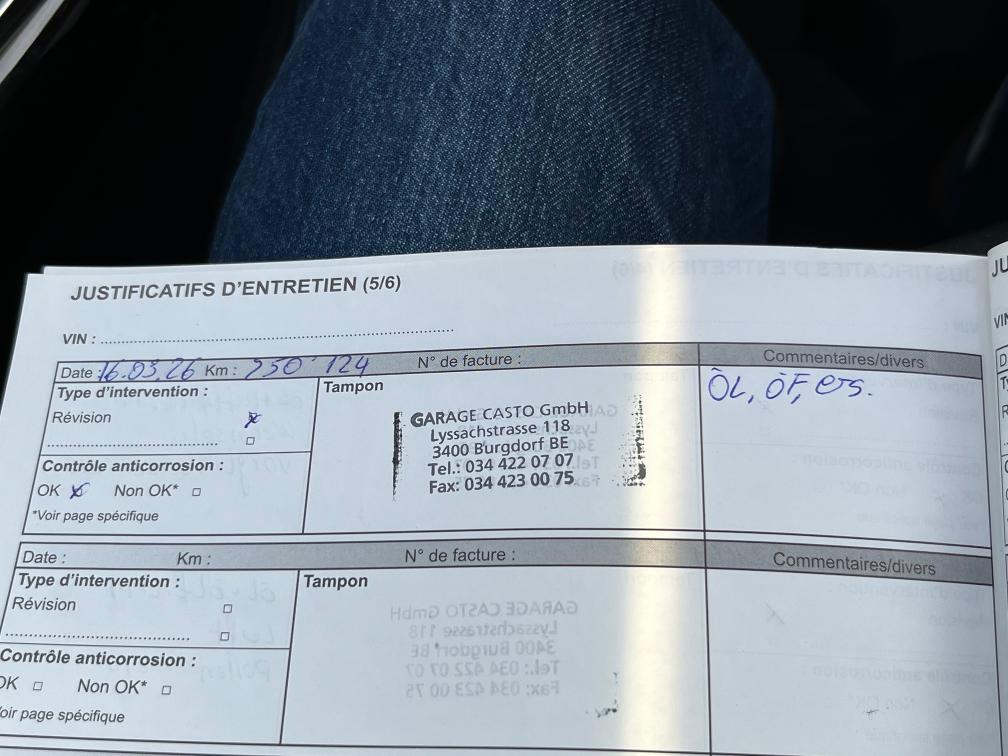 JUSTIFICATIFS D'ENTRETIEN (5/6)
VIN :
Date : 16.03.26 Km : 250'124 N° de facture : Commentaires/divers
Type d'intervention :
Révision
Tampon
GARAGE CASTO GmbH
Lyssachstrasse 118
3400 Burgdorf BE
Tel.: 034 422 07 07
Fax: 034 423 00 75
ÖL, ÖF, ers.
Contrôle anticorrosion :
OK Non OK*
*Voir page spécifique
Date : Km : N° de facture : Commentaires/divers
Type d'intervention :
Révision
Tampon
Contrôle anticorrosion :
OK Non OK*
Voir page spécifique